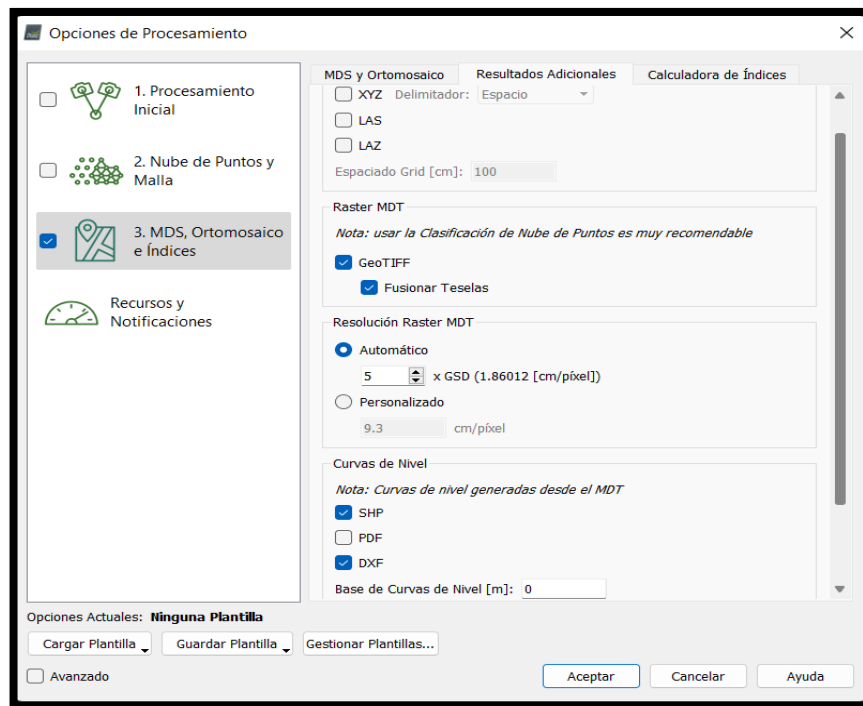 Opciones de Procesamiento
1. Procesamiento
Inicial
2. Nube de Puntos y
Malla
3. MDS, Ortomosaico
e Índices
Recursos y
Notificaciones
MDS y Ortomosaico
Resultados Adicionales
Calculadora de Índices
XYZ Delimitador: Espacio
LAS
LAZ
Espaciado Grid [cm]: 100
Raster MDT
Nota: usar la Clasificación de Nube de Puntos es muy recomendable
GeoTIFF
Fusionar Teselas
Resolución Raster MDT
Automático
5 x GSD (1.86012 [cm/píxel])
Personalizado
9.3 cm/píxel
Curvas de Nivel
Nota: Curvas de nivel generadas desde el MDT
SHP
PDF
DXF
Base de Curvas de Nivel [m]: 0
Opciones Actuales: Ninguna Plantilla
Cargar Plantilla
Guardar Plantilla
Gestionar Plantillas...
Avanzado
Aceptar
Cancelar
Ayuda